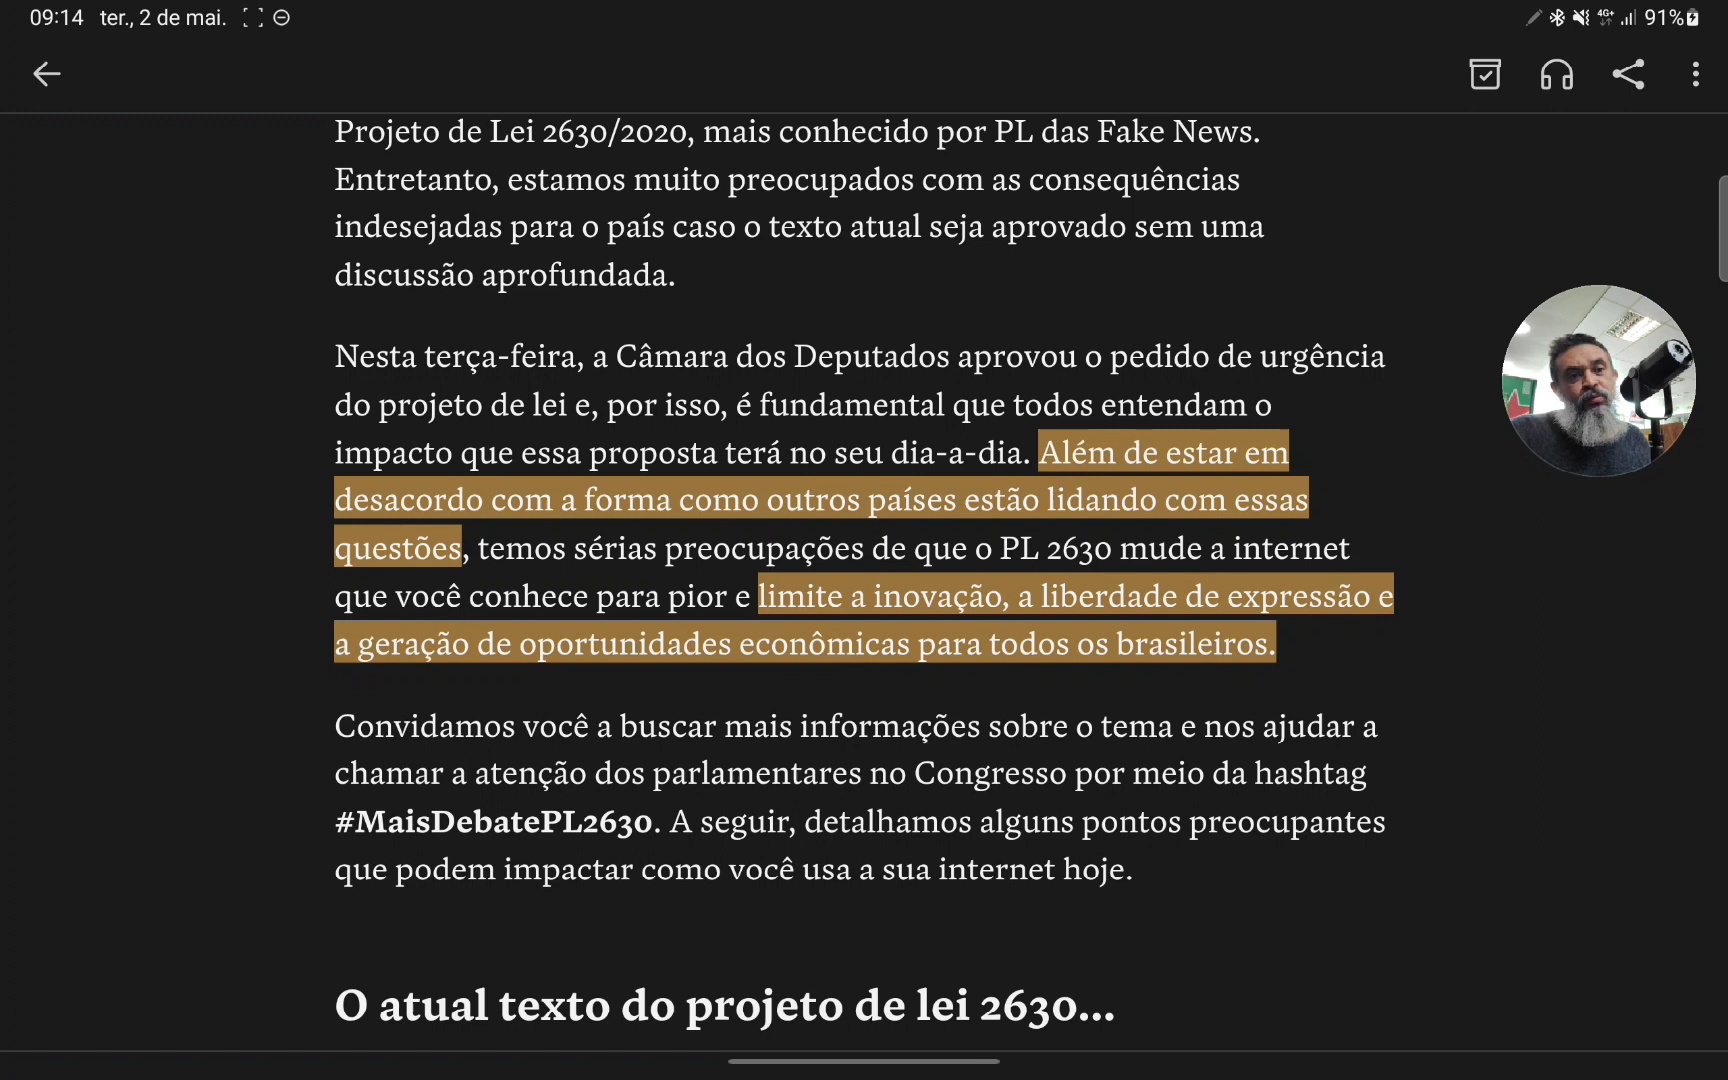 09:14 ter., 2 de mai.
4G+ 91%
Projeto de Lei 2630/2020, mais conhecido por PL das Fake News.
Entretanto, estamos muito preocupados com as consequências
indesejadas para o país caso o texto atual seja aprovado sem uma
discussão aprofundada.
Nesta terça-feira, a Câmara dos Deputados aprovou o pedido de urgência
do projeto de lei e, por isso, é fundamental que todos entendam o
impacto que essa proposta terá no seu dia-a-dia. Além de estar em
desacordo com a forma como outros países estão lidando com essas
questões, temos sérias preocupações de que o PL 2630 mude a internet
que você conhece para pior e limite a inovação, a liberdade de expressão e
a geração de oportunidades econômicas para todos os brasileiros.
Convidamos você a buscar mais informações sobre o tema e nos ajudar a
chamar a atenção dos parlamentares no Congresso por meio da hashtag
#MaisDebatePL2630. A seguir, detalhamos alguns pontos preocupantes
que podem impactar como você usa a sua internet hoje.
O atual texto do projeto de lei 2630...